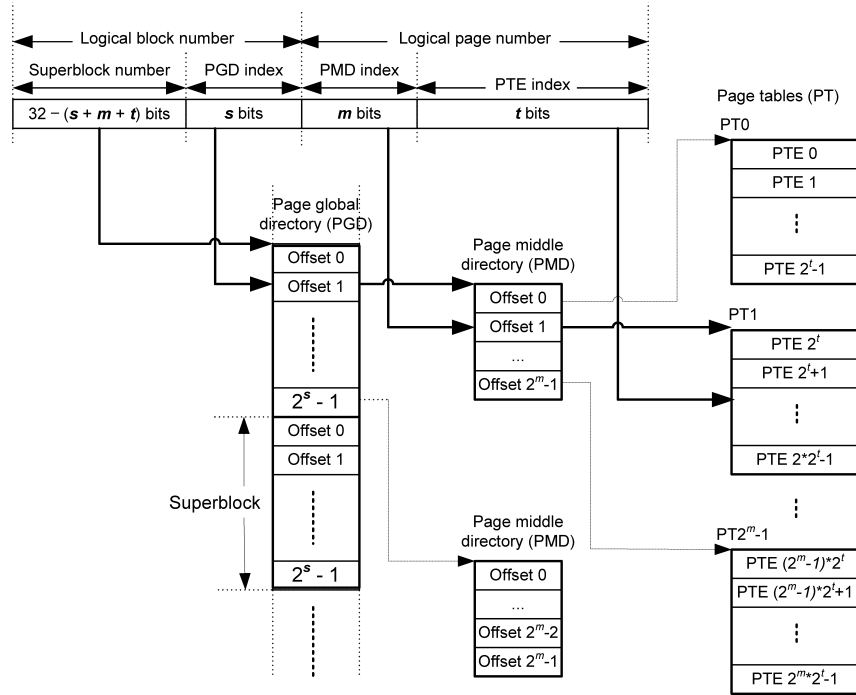 Logical block number Logical page number
Superblock number PGD index PMD index PTE index
32 – (s + m + t) bits s bits m bits t bits
Page tables (PT)
PT0
PTE 0
PTE 1
PTE 2^t-1
Page global
directory (PGD)
Offset 0
Offset 1
2^s - 1
Offset 0
Offset 1
2^s - 1
Superblock
Page middle
directory (PMD)
Offset 0
Offset 1
...
Offset 2^m-1
PT1
PTE 2^t
PTE 2^t+1
PTE 2*2^t-1
Page middle
directory (PMD)
Offset 0
...
Offset 2^m-2
Offset 2^m-1
PT2^m-1
PTE (2^m-1)*2^t
PTE (2^m-1)*2^t+1
PTE 2^m*2^t-1